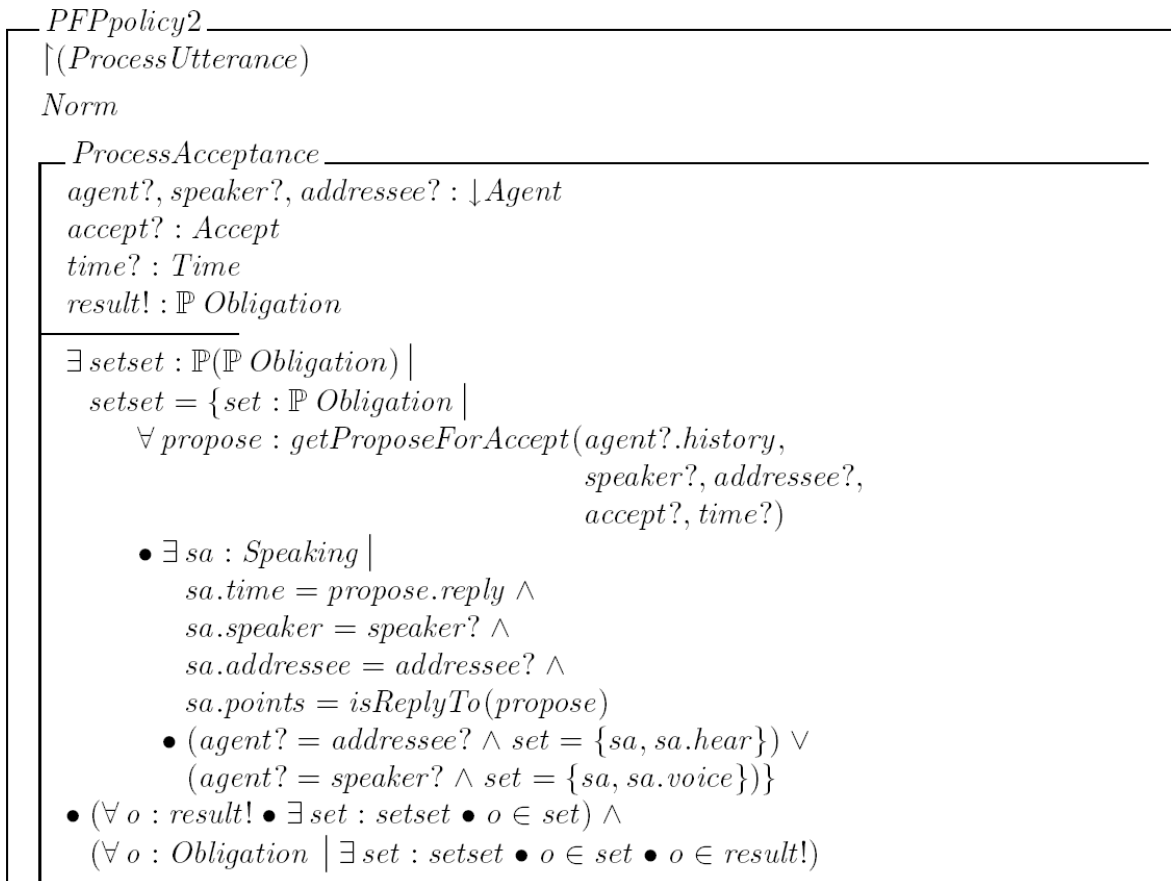 PFPpolicy2
↾(ProcessUtterance)
Norm
ProcessAcceptance
agent?, speaker?, addressee? : ↓Agent
accept? : Accept
time? : Time
result! : ℙ Obligation
∃ setset : ℙ(ℙ Obligation) |
setset = {set : ℙ Obligation |
∀ propose : getProposeForAccept(agent?.history,
speaker?, addressee?,
accept?, time?)
• ∃ sa : Speaking |
sa.time = propose.reply ∧
sa.speaker = speaker? ∧
sa.addressee = addressee? ∧
sa.points = isReplyTo(propose)
• (agent? = addressee? ∧ set = {sa, sa.hear}) ∨
(agent? = speaker? ∧ set = {sa, sa.voice})}
• (∀ o : result! • ∃ set : setset • o ∈ set) ∧
(∀ o : Obligation | ∃ set : setset • o ∈ set • o ∈ result!)